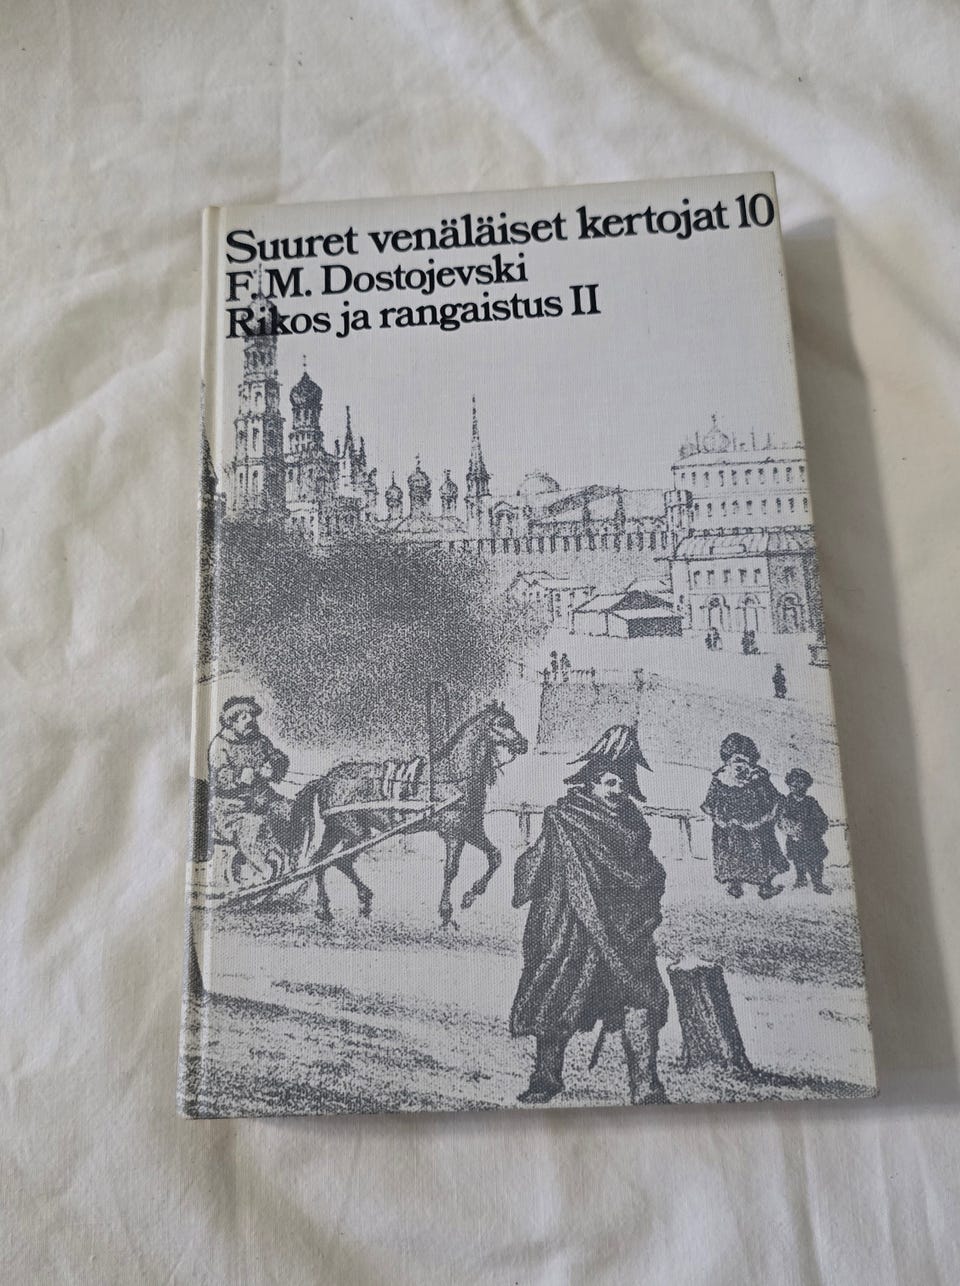 Suuret venäläiset kertojat 10
F.M. Dostojevski
Rikos ja rangaistus II